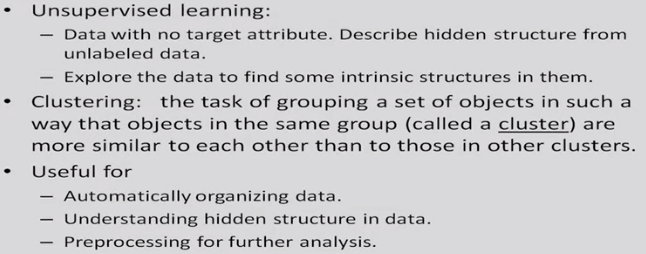 • Unsupervised learning:
– Data with no target attribute. Describe hidden structure from
unlabeled data.
– Explore the data to find some intrinsic structures in them.
• Clustering: the task of grouping a set of objects in such a
way that objects in the same group (called a cluster) are
more similar to each other than to those in other clusters.
• Useful for
– Automatically organizing data.
– Understanding hidden structure in data.
– Preprocessing for further analysis.